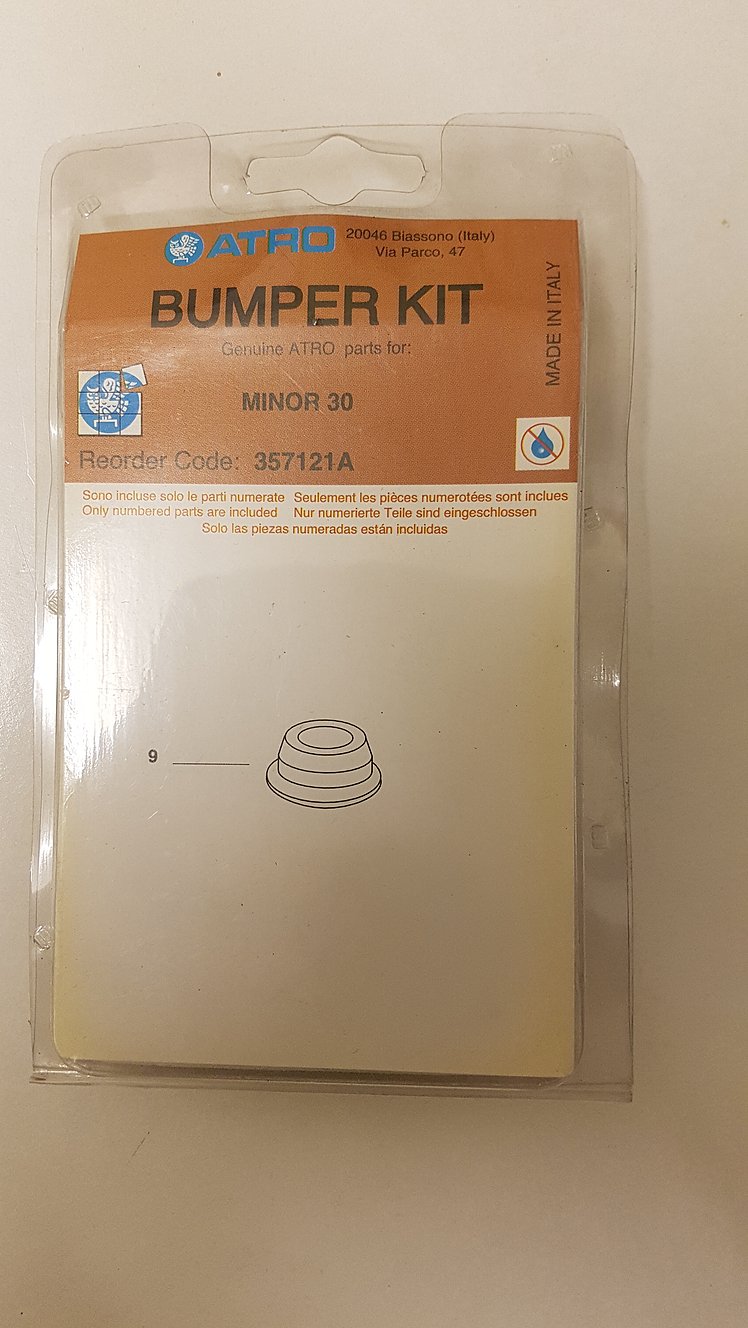 ATRO
20046 Biassono (Italy)
Via Parco, 47
BUMPER KIT
MADE IN ITALY
Genuine ATRO parts for:
MINOR 30
Reorder Code: 357121A
Sono incluse solo le parti numerate Seulement les pièces numerotées sont inclues
Only numbered parts are included Nur numerierte Teile sind eingeschlossen
Solo las piezas numeradas están incluidas
9